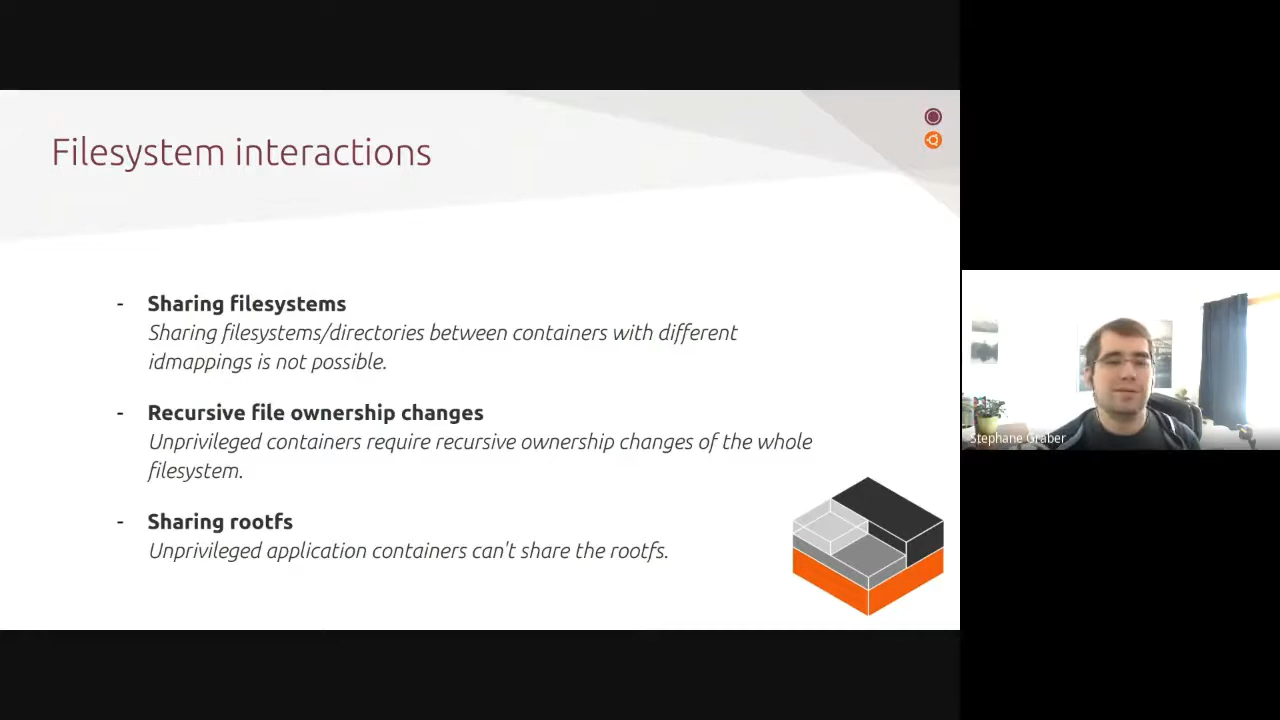 Filesystem interactions
- Sharing filesystems
Sharing filesystems/directories between containers with different
idmappings is not possible.
- Recursive file ownership changes
Unprivileged containers require recursive ownership changes of the whole
filesystem.
- Sharing rootfs
Unprivileged application containers can't share the rootfs.
Stephane Graber